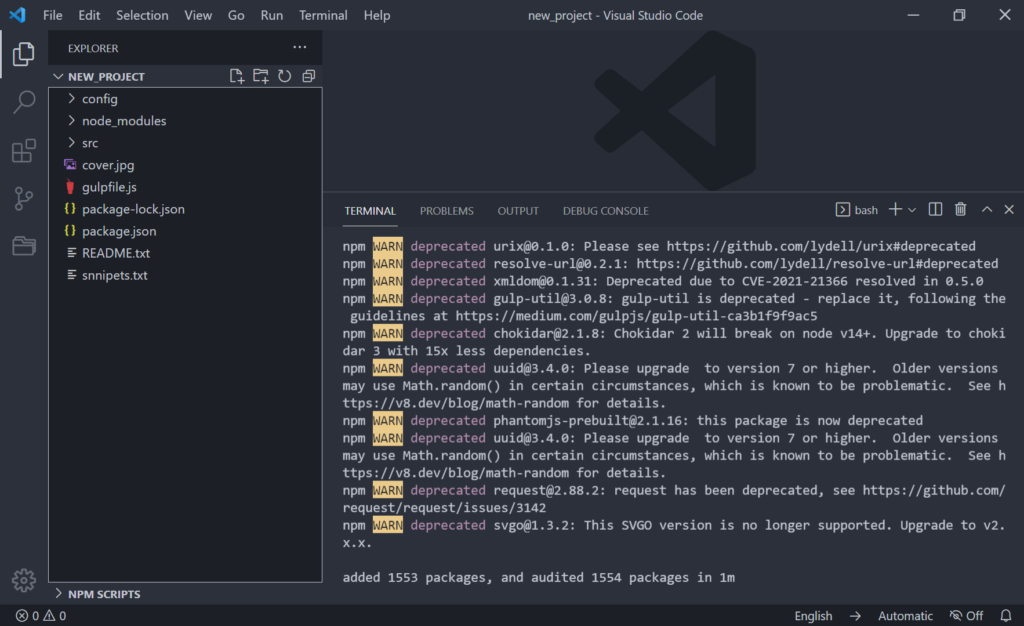 File Edit Selection View Go Run Terminal Help new_project - Visual Studio Code
EXPLORER
NEW_PROJECT
config
node_modules
src
cover.jpg
gulpfile.js
package-lock.json
package.json
README.txt
snnipets.txt
NPM SCRIPTS
TERMINAL PROBLEMS OUTPUT DEBUG CONSOLE bash
npm WARN deprecated urix@0.1.0: Please see https://github.com/lydell/urix#deprecated
npm WARN deprecated resolve-url@0.2.1: https://github.com/lydell/resolve-url#deprecated
npm WARN deprecated xmldom@0.1.31: Deprecated due to CVE-2021-21366 resolved in 0.5.0
npm WARN deprecated gulp-util@3.0.8: gulp-util is deprecated - replace it, following the
guidelines at https://medium.com/gulpjs/gulp-util-ca3b1f9f9ac5
npm WARN deprecated chokidar@2.1.8: Chokidar 2 will break on node v14+. Upgrade to choki
dar 3 with 15x less dependencies.
npm WARN deprecated uuid@3.4.0: Please upgrade  to version 7 or higher.  Older versions
may use Math.random() in certain circumstances, which is known to be problematic.  See h
ttps://v8.dev/blog/math-random for details.
npm WARN deprecated phantomjs-prebuilt@2.1.16: this package is now deprecated
npm WARN deprecated uuid@3.4.0: Please upgrade  to version 7 or higher.  Older versions
may use Math.random() in certain circumstances, which is known to be problematic.  See h
ttps://v8.dev/blog/math-random for details.
npm WARN deprecated request@2.88.2: request has been deprecated, see https://github.com/
request/request/issues/3142
npm WARN deprecated svgo@1.3.2: This SVGO version is no longer supported. Upgrade to v2.
x.x.
added 1553 packages, and audited 1554 packages in 1m
0 0 English → Automatic Off